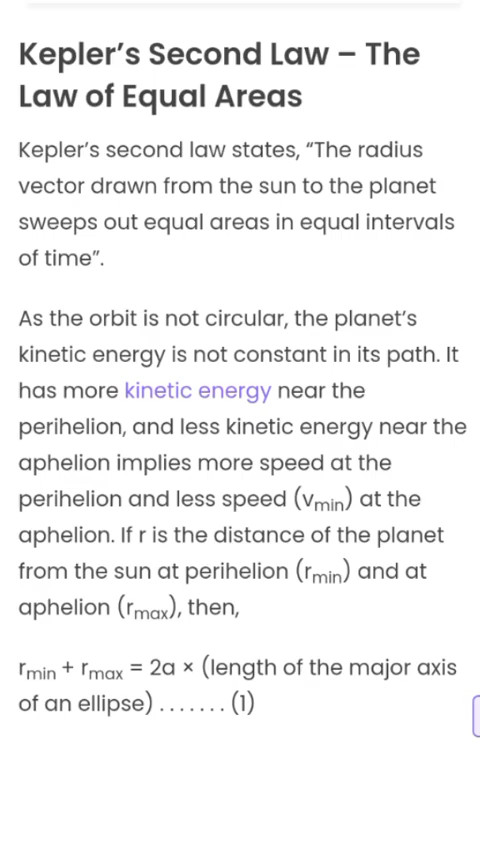 Kepler’s Second Law – The
Law of Equal Areas
Kepler’s second law states, “The radius
vector drawn from the sun to the planet
sweeps out equal areas in equal intervals
of time”.
As the orbit is not circular, the planet’s
kinetic energy is not constant in its path. It
has more kinetic energy near the
perihelion, and less kinetic energy near the
aphelion implies more speed at the
perihelion and less speed (vmin) at the
aphelion. If r is the distance of the planet
from the sun at perihelion (rmin) and at
aphelion (rmax), then,
rmin + rmax = 2a × (length of the major axis
of an ellipse) . . . . . . . (1)